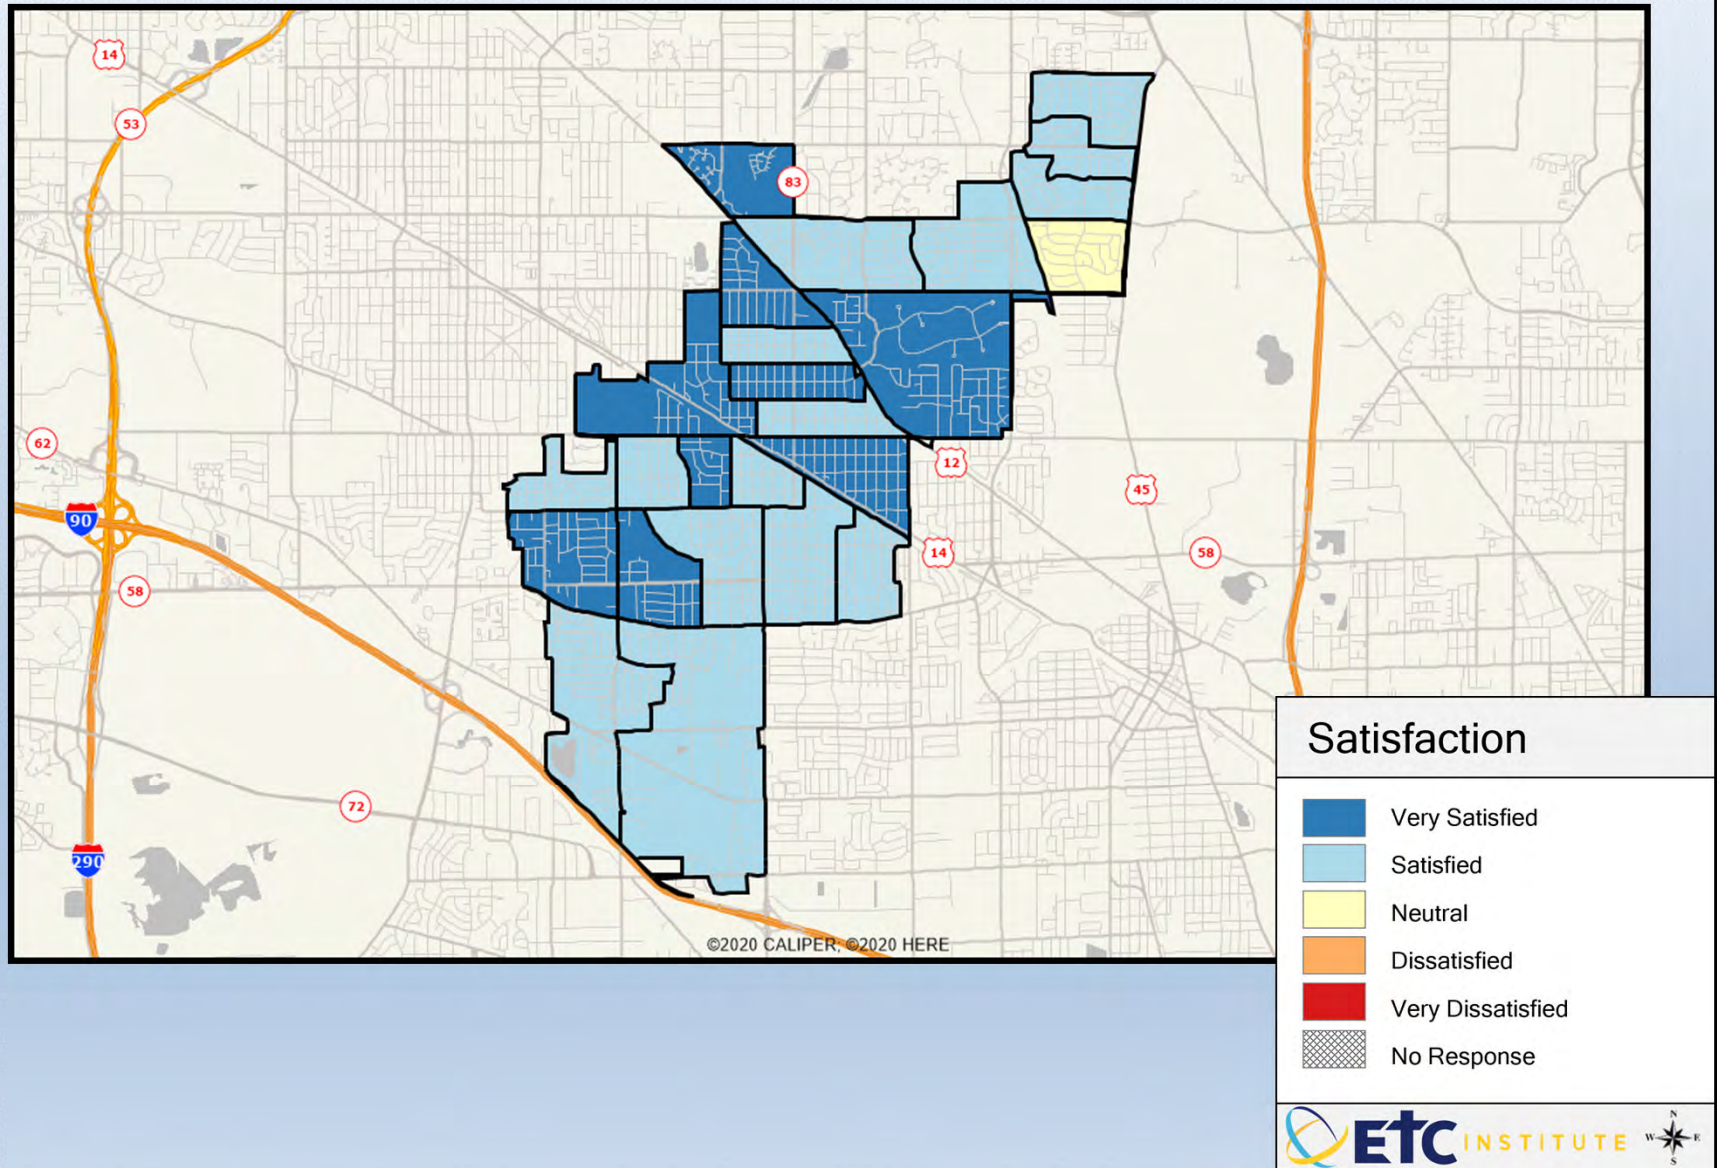 14
53
83
62
12
45
90
14
58
58
72
290
©2020 CALIPER; ©2020 HERE
Satisfaction
Very Satisfied
Satisfied
Neutral
Dissatisfied
Very Dissatisfied
No Response
ETC INSTITUTE
N
W E
S